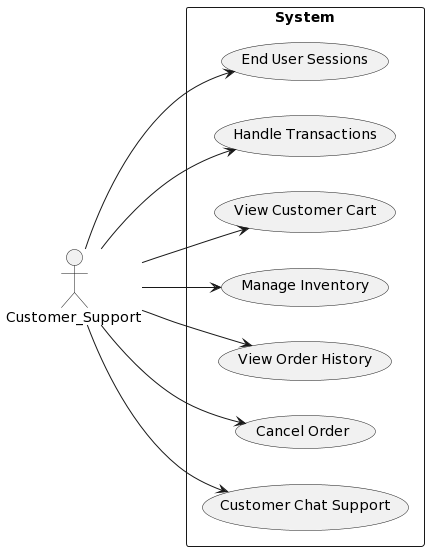 System
End User Sessions
Handle Transactions
View Customer Cart
Manage Inventory
Customer_Support
View Order History
Cancel Order
Customer Chat Support